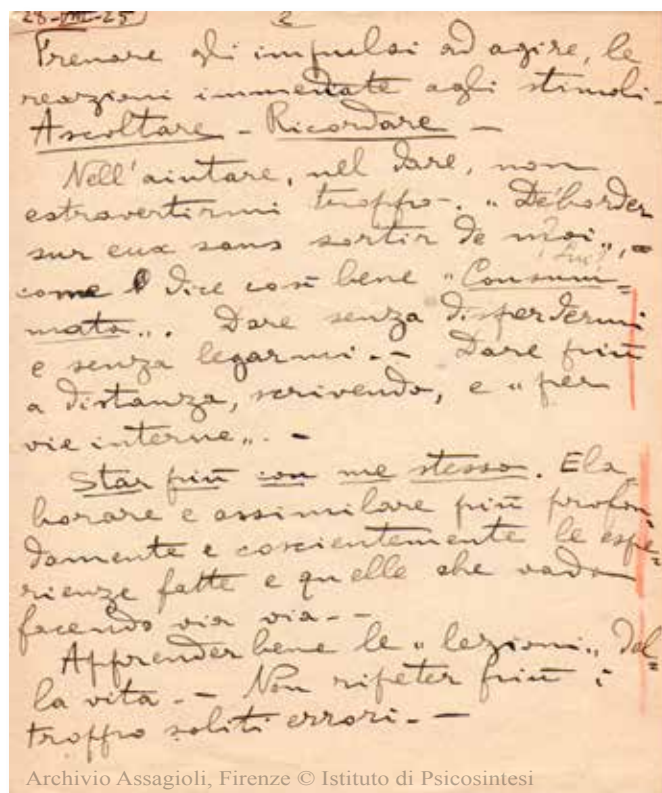 28-VIII-25) 2
Frenare gli impulsi ad agire, le
reazioni immediate agli stimoli.
Ascoltare - Ricordare -
Nell'aiutare, nel dare, non
estravertirmi troppo-. "Déborder
sur eux sans sortir de moi", -
come dice così bene "Consum=
mata". Dare senza disperdermi
e senza legarmi. - Dare più
a distanza, scrivendo, e "per
vie interne". -
Star più con me stesso. Ela
borare e assimilare più profon=
damente e coscientemente le espe=
rienze fatte e quelle che vado
facendo via via - -
Apprender bene le "lezioni" del=
la vita. - Non ripeter più i
troppo soliti errori. -
Archivio Assagioli, Firenze © Istituto di Psicosintesi